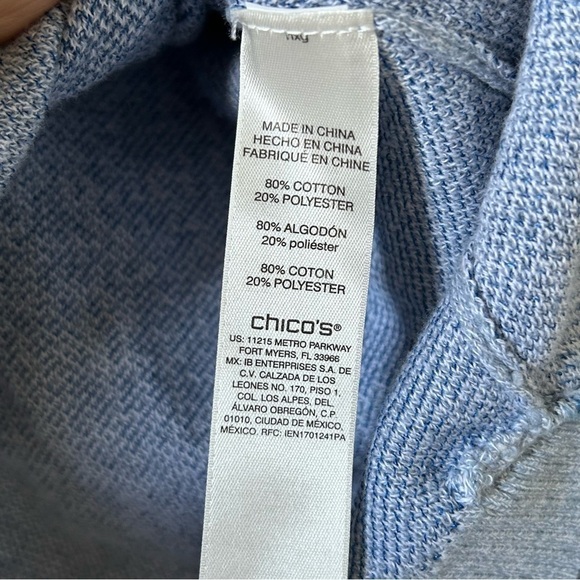 MADE IN CHINA
HECHO EN CHINA
FABRIQUÉ EN CHINE
80% COTTON
20% POLYESTER
80% ALGODÓN
20% poliéster
80% COTON
20% POLYESTER
chico's®
US: 11215 METRO PARKWAY
FORT MYERS, FL 33966
MX: IB ENTERPRISES S.A. DE
C.V. CALZADA DE LOS
LEONES NO. 170, PISO 1,
COL. LOS ALPES, DEL.
ÁLVARO OBREGÓN, C.P.
01010, CIUDAD DE MÉXICO,
MÉXICO. RFC: IEN1701241PA